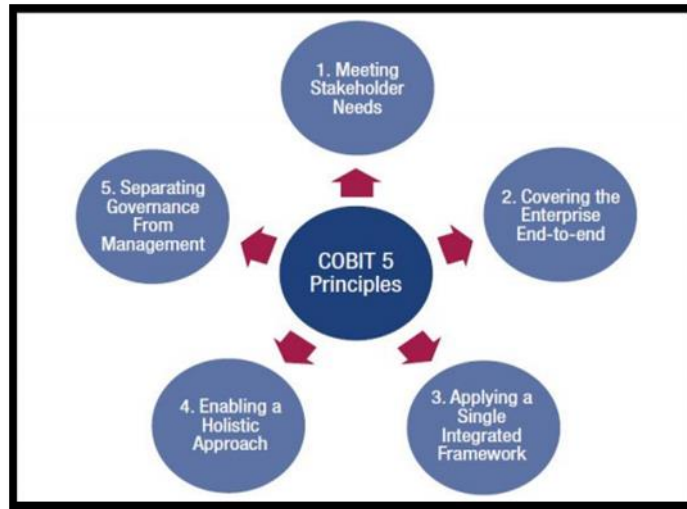 1. Meeting
Stakeholder
Needs
2. Covering the
Enterprise
End-to-end
3. Applying a
Single
Integrated
Framework
4. Enabling a
Holistic
Approach
5. Separating
Governance
From
Management
COBIT 5
Principles